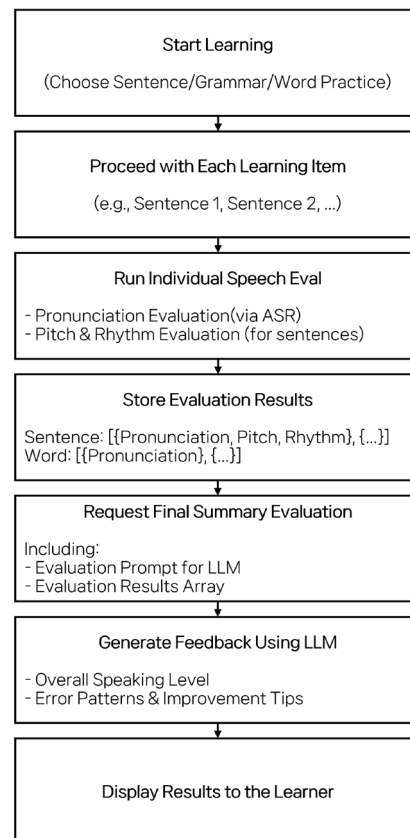 Start Learning
(Choose Sentence/Grammar/Word Practice)
Proceed with Each Learning Item
(e.g., Sentence 1, Sentence 2, ...)
Run Individual Speech Eval
- Pronunciation Evaluation(via ASR)
- Pitch & Rhythm Evaluation (for sentences)
Store Evaluation Results
Sentence: [{Pronunciation, Pitch, Rhythm}, {...}]
Word: [{Pronunciation}, {...}]
Request Final Summary Evaluation
Including:
- Evaluation Prompt for LLM
- Evaluation Results Array
Generate Feedback Using LLM
- Overall Speaking Level
- Error Patterns & Improvement Tips
Display Results to the Learner